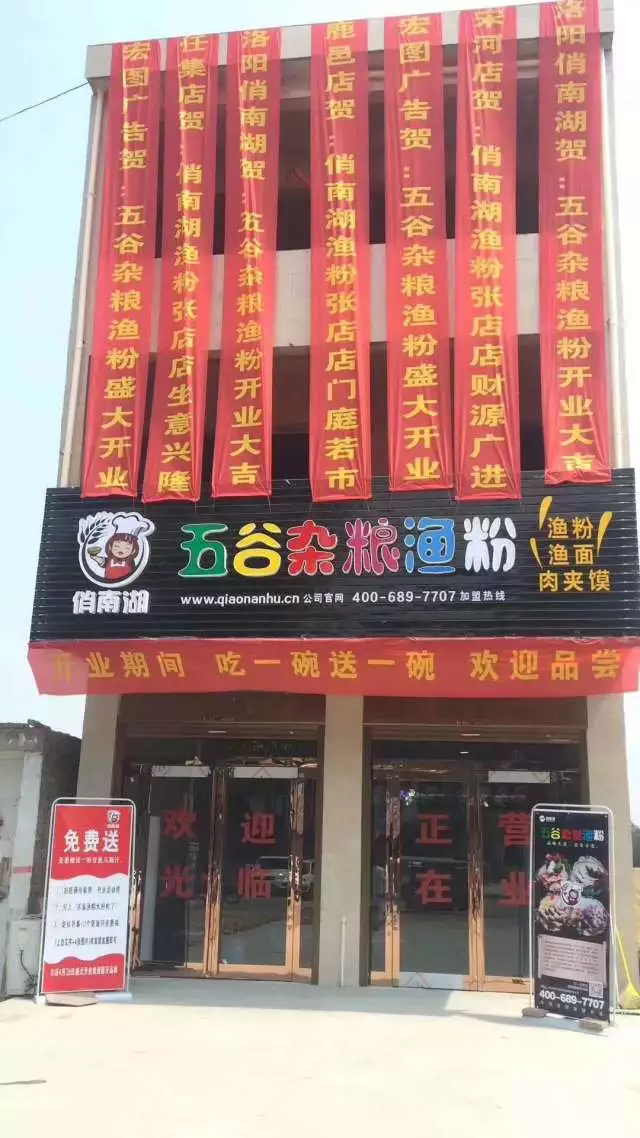 宏图广告贺：五谷杂粮渔粉盛大开业
任集店贺：俏南湖渔粉张店店生意兴隆
洛阳俏南湖贺：五谷杂粮渔粉开业大吉
鹿邑店贺：俏南湖渔粉张店店门庭若市
宏图广告贺：五谷杂粮渔粉盛大开业
宋河店贺：俏南湖渔粉张店店财源广进
洛阳俏南湖贺：五谷杂粮渔粉开业大吉
俏南湖
五谷杂粮渔粉
渔粉
渔面
肉夹馍
www.qiaonanhu.cn 公司官网 400-689-7707 加盟热线
开业期间 吃一碗送一碗 欢迎品尝
欢迎
光临
正营
在业
免费送
五谷杂粮渔粉
400-689-7707